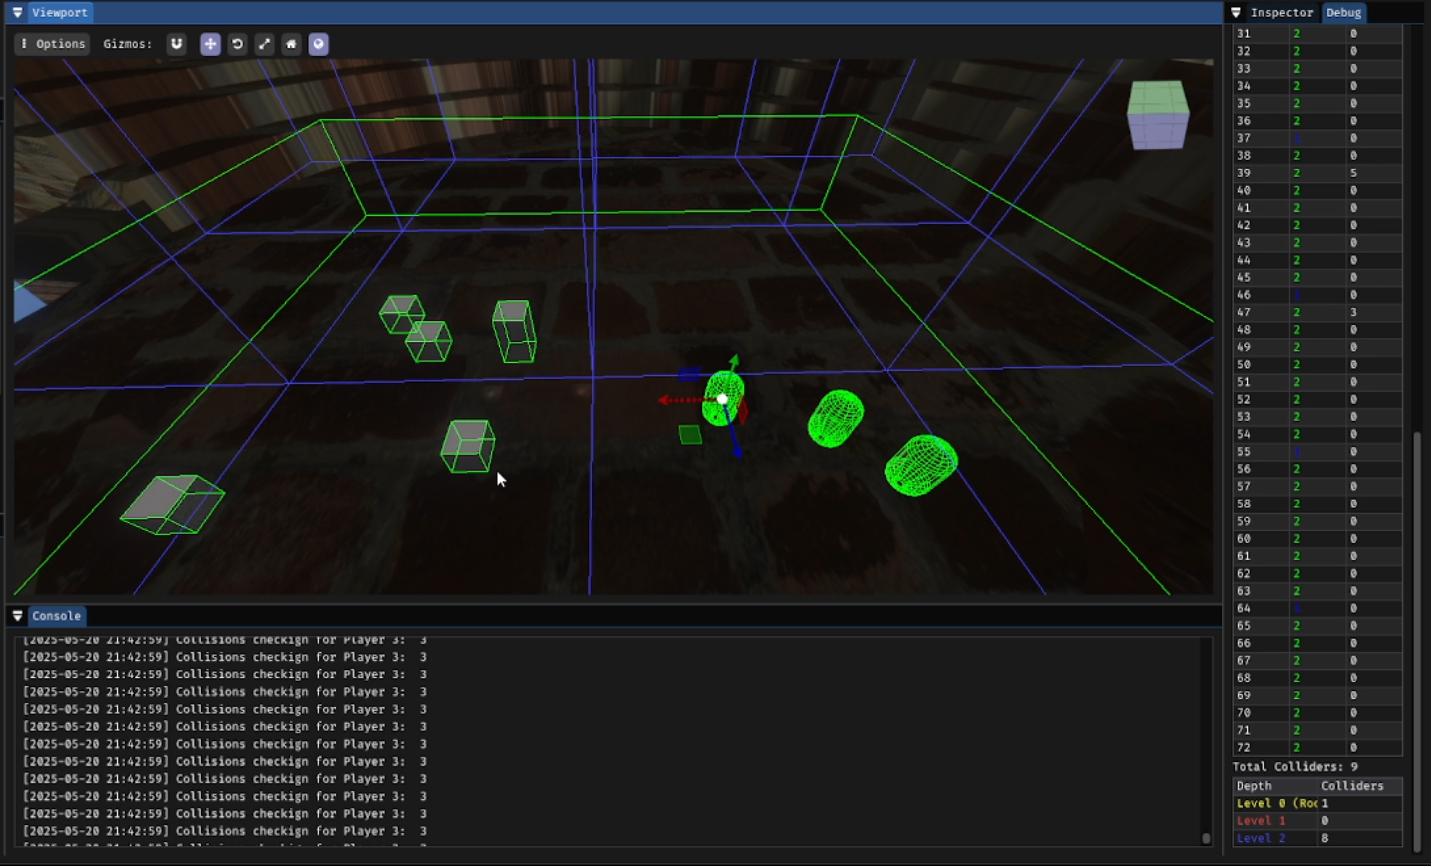 Viewport
Options Gizmos:
Console
[2025-05-20 21:42:59] Collisions checkign for Player 3: 3
[2025-05-20 21:42:59] Collisions checkign for Player 3: 3
[2025-05-20 21:42:59] Collisions checkign for Player 3: 3
[2025-05-20 21:42:59] Collisions checkign for Player 3: 3
[2025-05-20 21:42:59] Collisions checkign for Player 3: 3
[2025-05-20 21:42:59] Collisions checkign for Player 3: 3
[2025-05-20 21:42:59] Collisions checkign for Player 3: 3
[2025-05-20 21:42:59] Collisions checkign for Player 3: 3
[2025-05-20 21:42:59] Collisions checkign for Player 3: 3
[2025-05-20 21:42:59] Collisions checkign for Player 3: 3
[2025-05-20 21:42:59] Collisions checkign for Player 3: 3
[2025-05-20 21:42:59] Collisions checkign for Player 3: 3
Inspector Debug
31 2 0
32 2 0
33 2 0
34 2 0
35 2 0
36 2 0
37
38 2 0
39 2 5
40 2 0
41 2 0
42 2 0
43 2 0
44 2 0
45 2 0
46
47 2 3
48 2 0
49 2 0
50 2 0
51 2 0
52 2 0
53 2 0
54 2 0
55
56 2 0
57 2 0
58 2 0
59 2 0
60 2 0
61 2 0
62 2 0
63 2 0
64
65 2 0
66 2 0
67 2 0
68 2 0
69 2 0
70 2 0
71 2 0
72 2 0
Total Colliders: 9
Depth Colliders
Level 0 (Roo 1
Level 1 0
Level 2 8